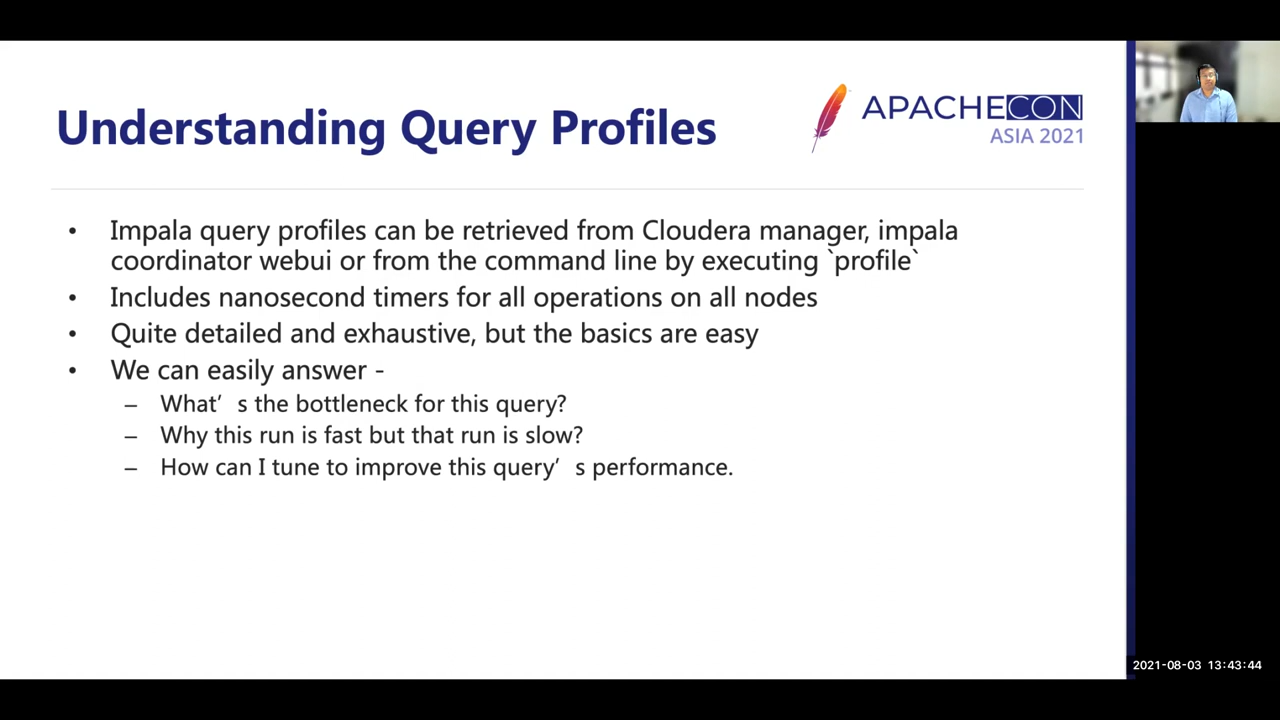 Understanding Query Profiles
APACHECON
ASIA 2021
• Impala query profiles can be retrieved from Cloudera manager, impala
coordinator webui or from the command line by executing `profile`
• Includes nanosecond timers for all operations on all nodes
• Quite detailed and exhaustive, but the basics are easy
• We can easily answer -
– What’ s the bottleneck for this query?
– Why this run is fast but that run is slow?
– How can I tune to improve this query’ s performance.
2021-08-03 13:43:44